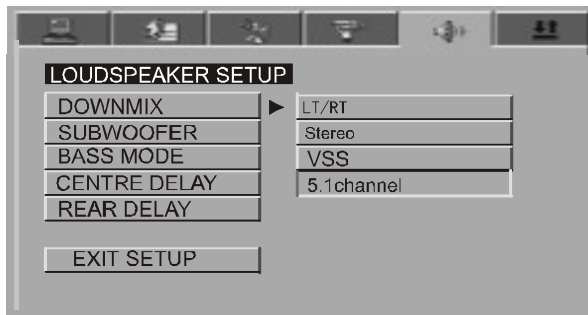 LOUDSPEAKER SETUP
DOWNMIX
LT/RT
SUBWOOFER
Stereo
BASS MODE
VSS
CENTRE DELAY
5.1channel
REAR DELAY
EXIT SETUP